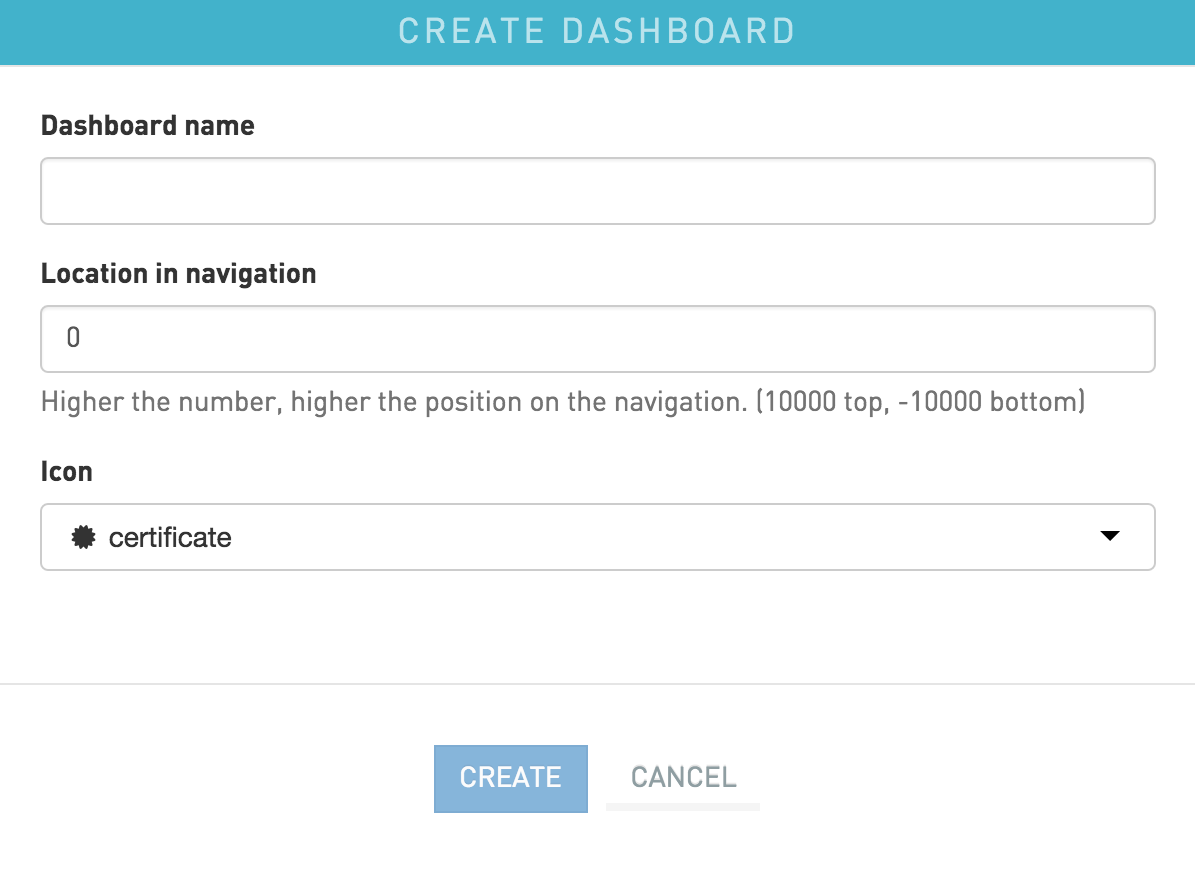 CREATE DASHBOARD
Dashboard name
Location in navigation
0
Higher the number, higher the position on the navigation. (10000 top, -10000 bottom)
Icon
certificate
CREATE CANCEL